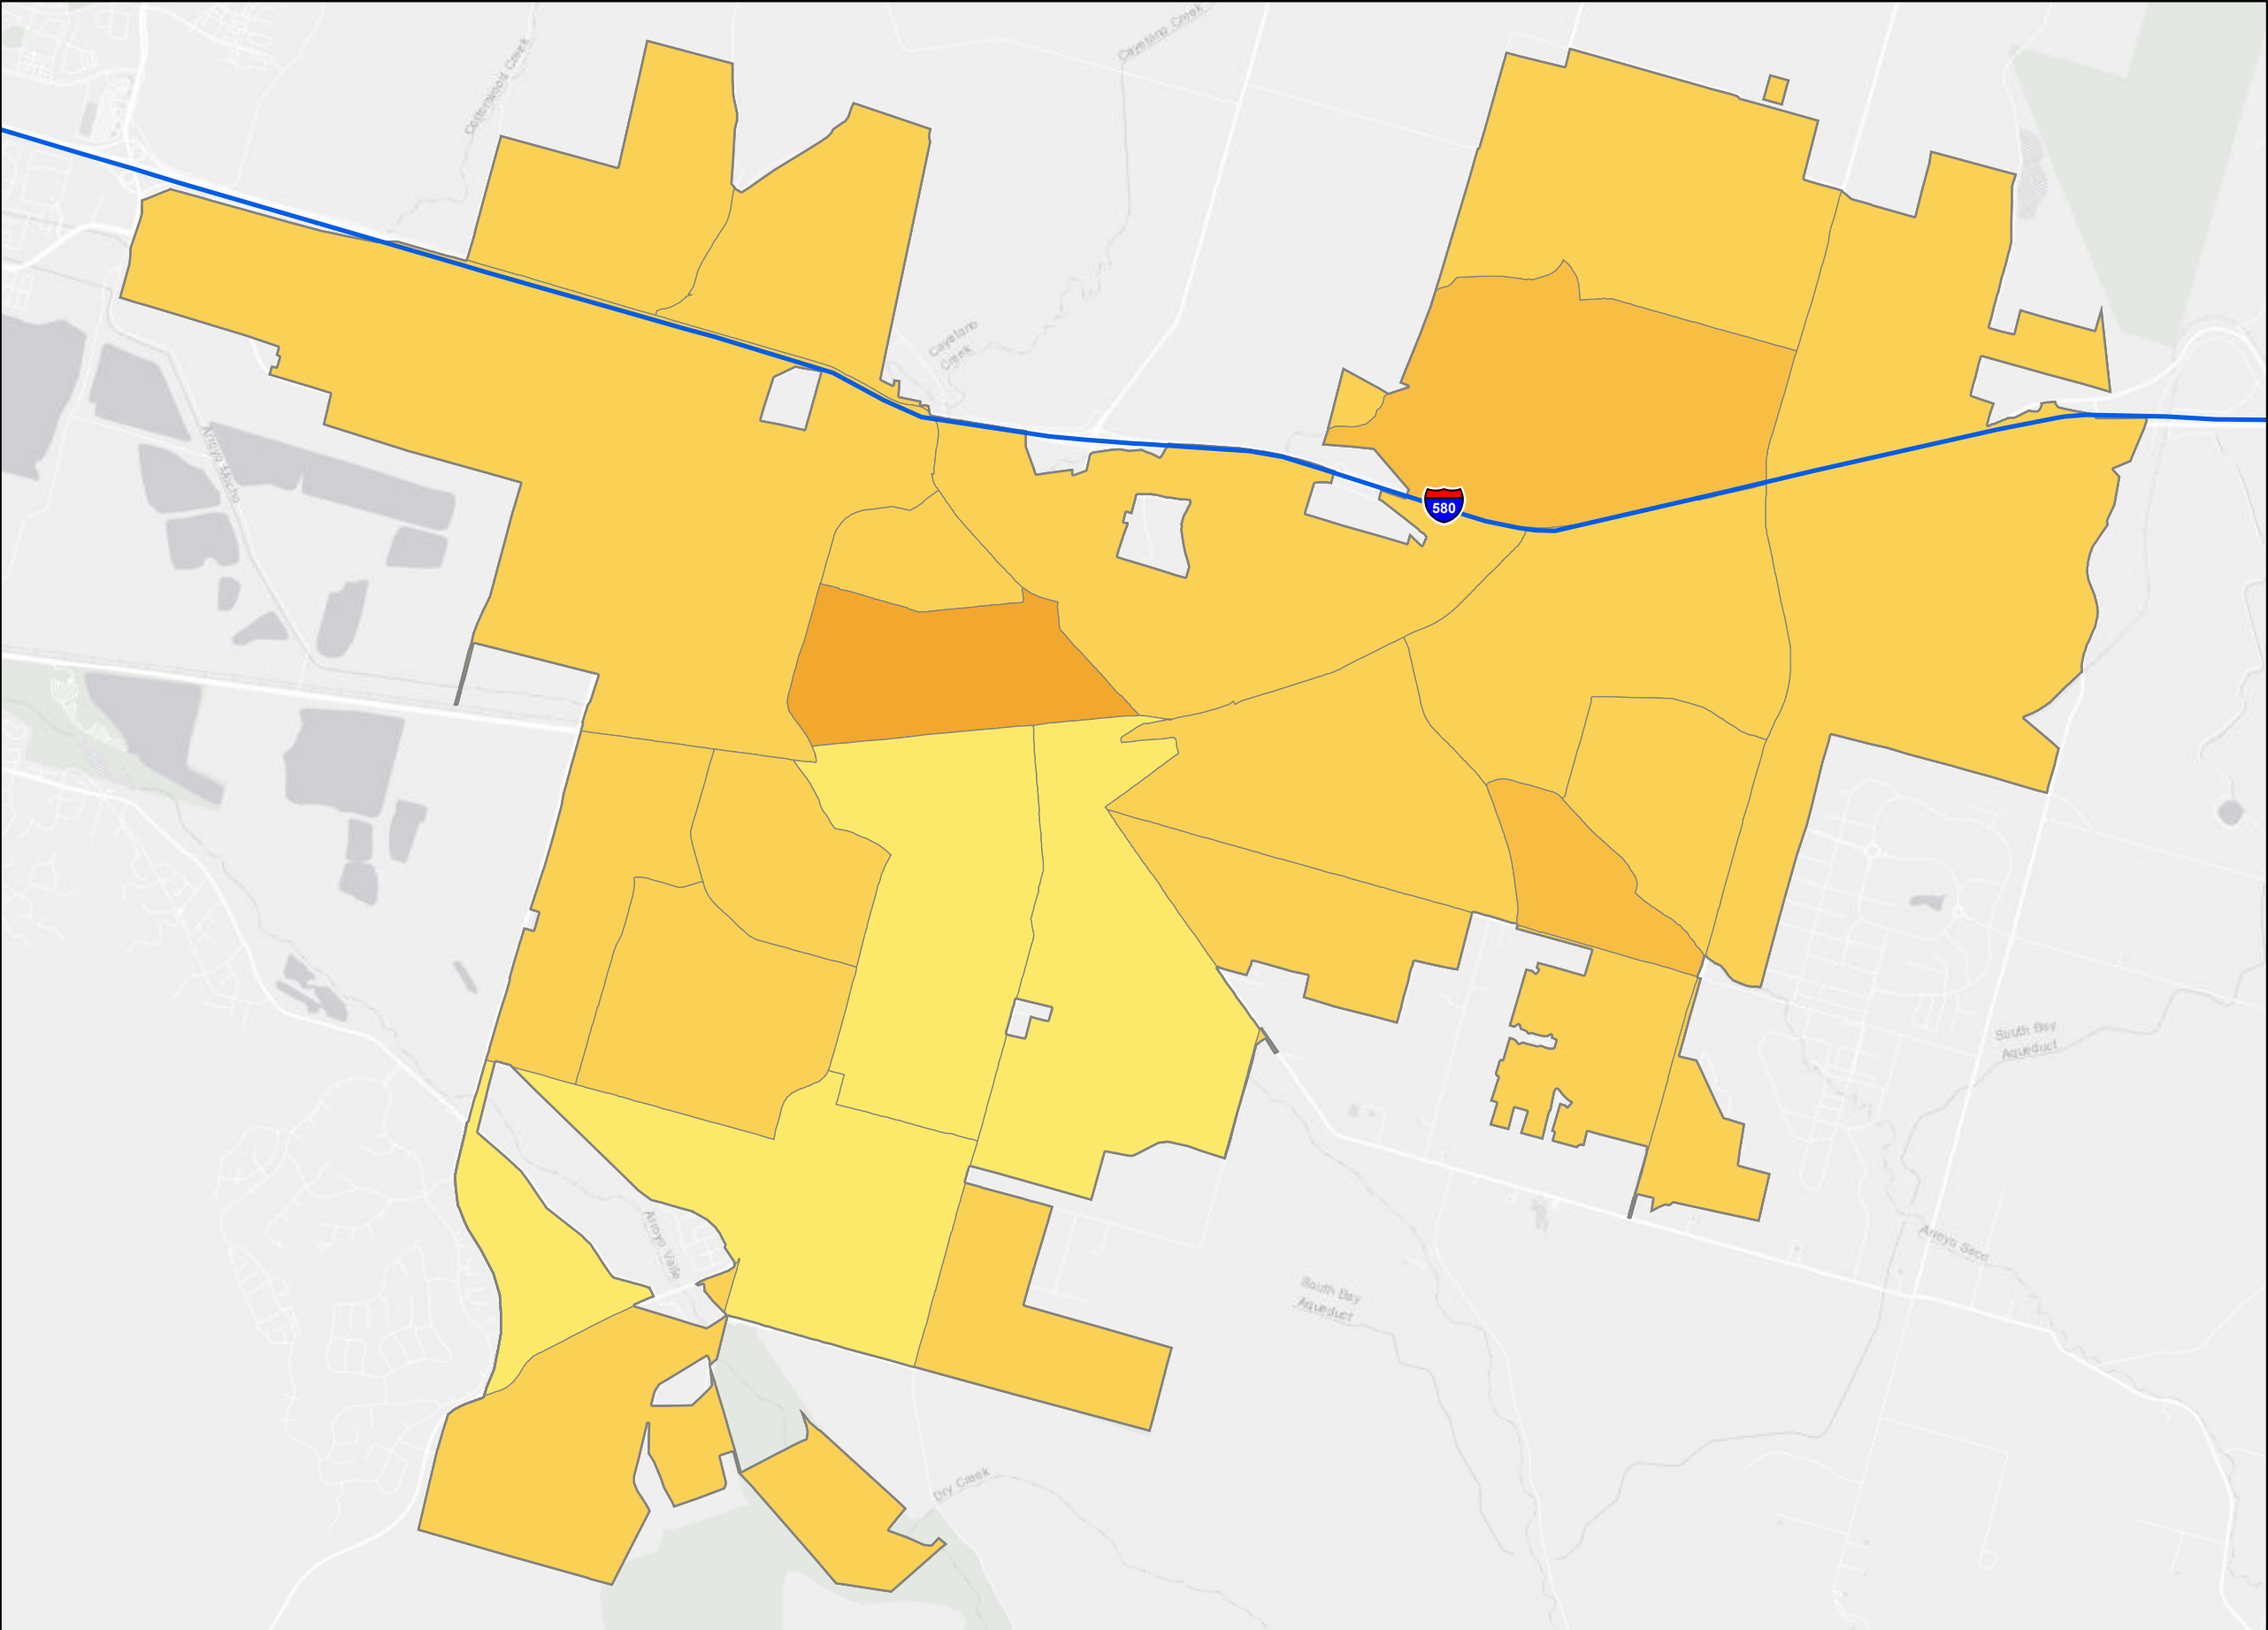 Cottonwood Creek
Cayetano Creek
Cayetano
Creek
Arroyo Mocho
580
South Bay
Aqueduct
Arroyo Valle
Arroyo Seco
South Bay
Aqueduct
Dry Creek